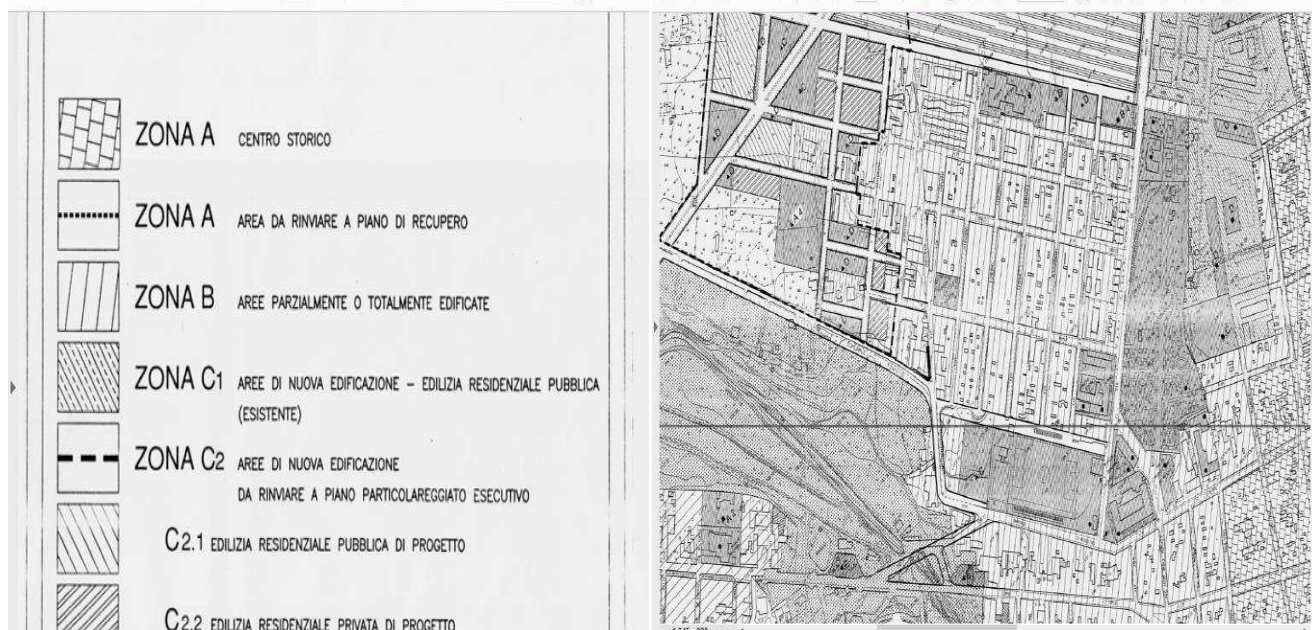 ZONA A CENTRO STORICO
ZONA A AREA DA RINVIARE A PIANO DI RECUPERO
ZONA B AREE PARZIALMENTE O TOTALMENTE EDIFICATE
ZONA C1 AREE DI NUOVA EDIFICAZIONE – EDILIZIA RESIDENZIALE PUBBLICA
(ESISTENTE)
ZONA C2 AREE DI NUOVA EDIFICAZIONE
DA RINVIARE A PIANO PARTICOLAREGGIATO ESECUTIVO
C2.1 EDILIZIA RESIDENZIALE PUBBLICA DI PROGETTO
C2.2 EDILIZIA RESIDENZIALE PRIVATA DI PROGETTO